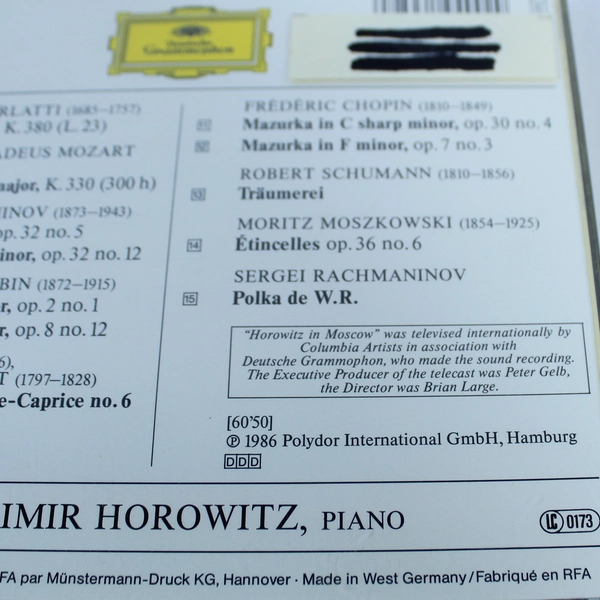 Deutsche
Grammophon
RLATTI (1685–1757)
K. 380 (L. 23)
ADEUS MOZART
major, K. 330 (300 h)
NINOV (1873–1943)
op. 32 no. 5
inor, op. 32 no. 12
BIN (1872–1915)
r, op. 2 no. 1
r, op. 8 no. 12
6),
T (1797–1828)
e-Caprice no. 6
FRÉDÉRIC CHOPIN (1810–1849)
11 Mazurka in C sharp minor, op. 30 no. 4
12 Mazurka in F minor, op. 7 no. 3
ROBERT SCHUMANN (1810–1856)
13 Träumerei
MORITZ MOSZKOWSKI (1854–1925)
14 Étincelles op. 36 no. 6
SERGEI RACHMANINOV
15 Polka de W.R.
"Horowitz in Moscow" was televised internationally by
Columbia Artists in association with
Deutsche Grammophon, who made the sound recording.
The Executive Producer of the telecast was Peter Gelb,
the Director was Brian Large.
[60'50]
℗ 1986 Polydor International GmbH, Hamburg
DDD
IMIR HOROWITZ, PIANO
LC 0173
FA par Münstermann-Druck KG, Hannover · Made in West Germany/Fabriqué en RFA